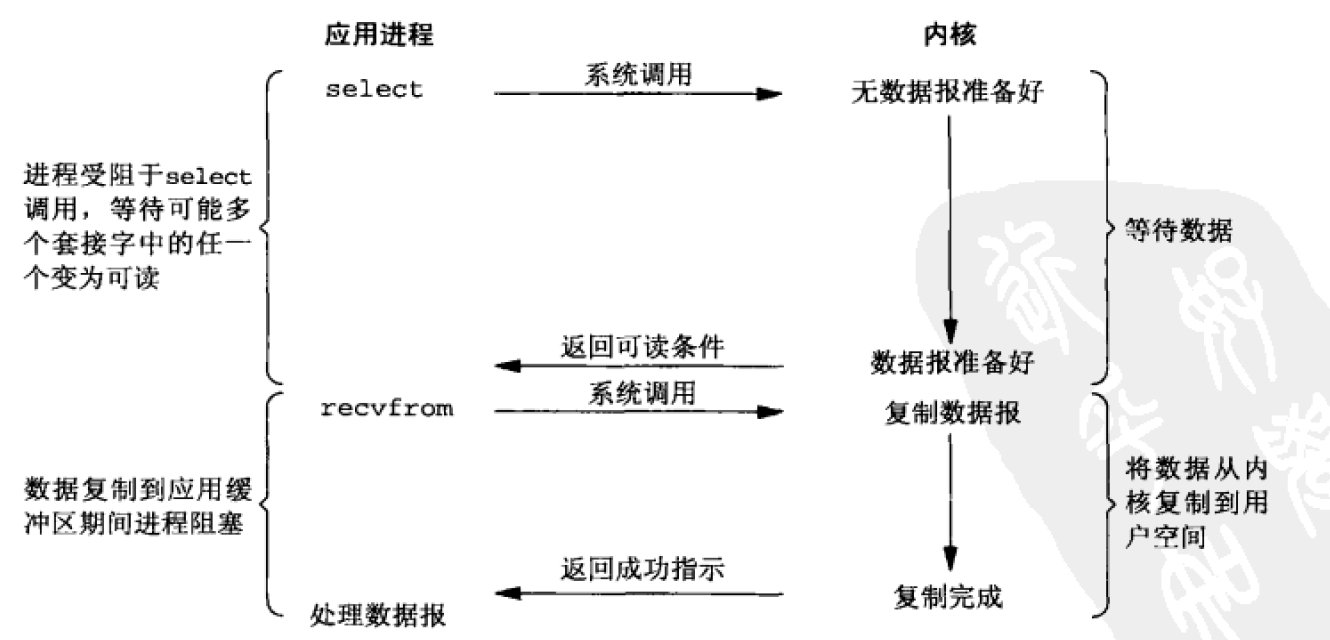 应用进程
内核
select
系统调用
无数据报准备好
进程受阻于select
调用，等待可能多
个套接字中的任一
个变为可读
等待数据
返回可读条件
数据报准备好
recvfrom
系统调用
复制数据报
数据复制到应用缓
冲区期间进程阻塞
将数据从内
核复制到用
户空间
返回成功指示
复制完成
处理数据报